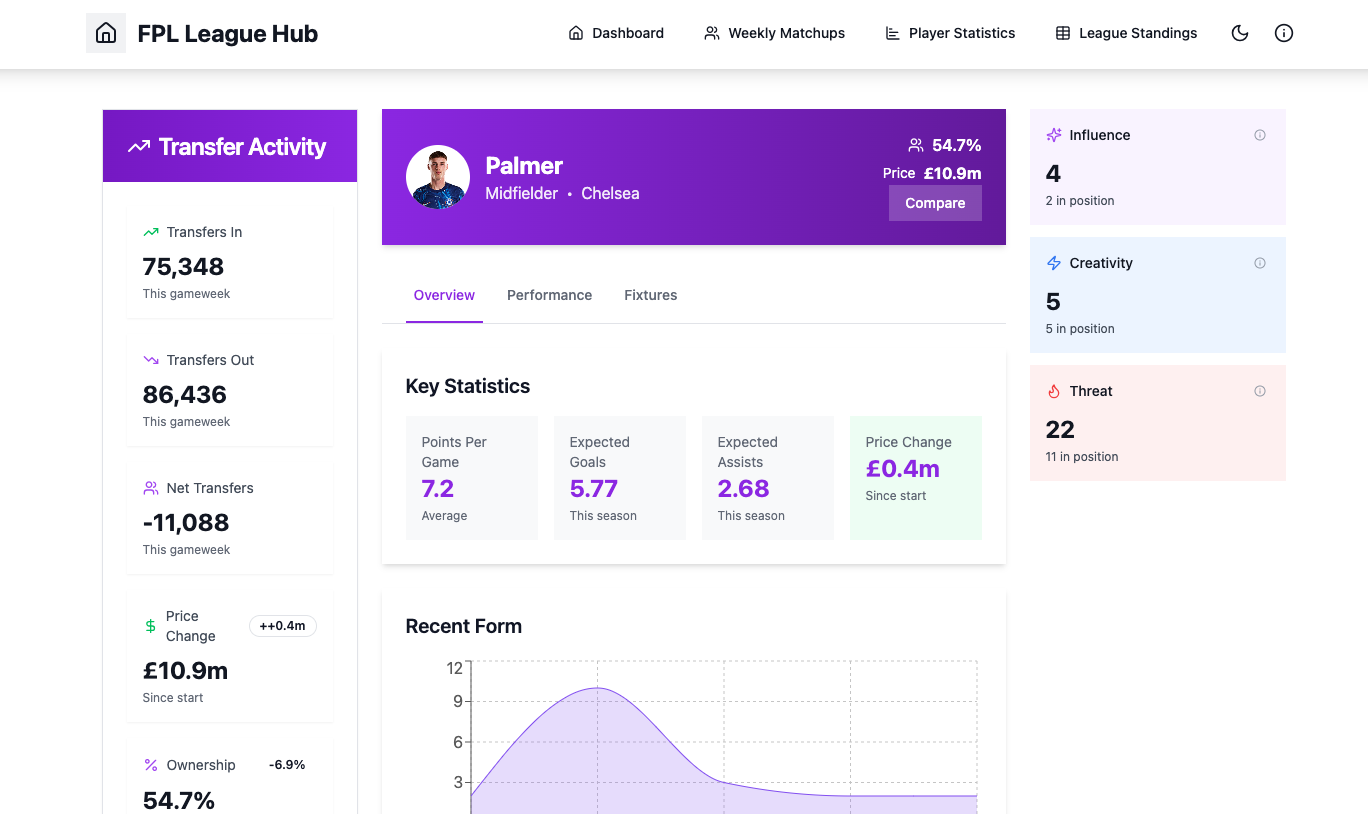 FPL League Hub
Dashboard
Weekly Matchups
Player Statistics
League Standings
Transfer Activity
Transfers In
75,348
This gameweek
Transfers Out
86,436
This gameweek
Net Transfers
-11,088
This gameweek
Price
Change
++0.4m
£10.9m
Since start
Ownership
-6.9%
54.7%
Palmer
Midfielder • Chelsea
54.7%
Price £10.9m
Compare
Overview
Performance
Fixtures
Key Statistics
Points Per
Game
7.2
Average
Expected
Goals
5.77
This season
Expected
Assists
2.68
This season
Price Change
£0.4m
Since start
Recent Form
12
9
6
3
Influence
4
2 in position
Creativity
5
5 in position
Threat
22
11 in position